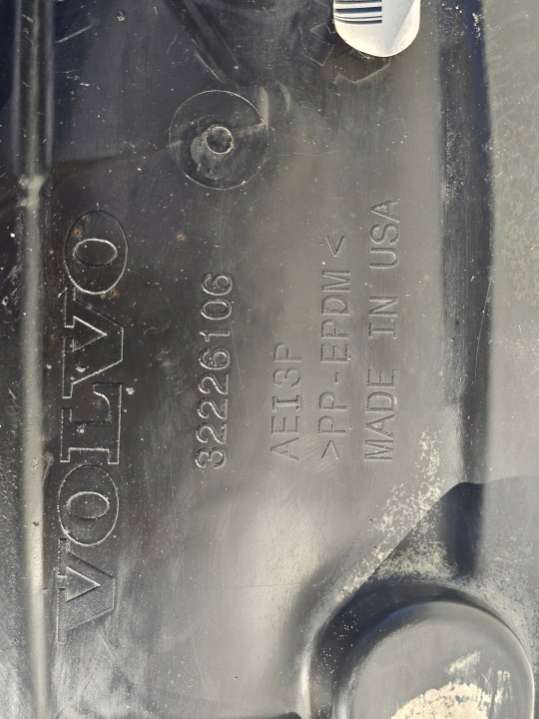 VOLVO
32226106
AEI3P
>PP-EPDM<
MADE IN USA